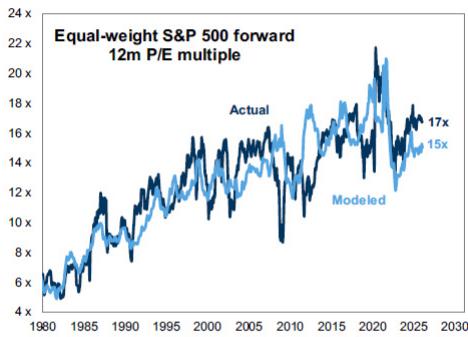 Equal-weight S&P 500 forward
12m P/E multiple
Actual
Modeled
17x
15x
24 x
22 x
20 x
18 x
16 x
14 x
12 x
10 x
8 x
6 x
4 x
1980 1985 1990 1995 2000 2005 2010 2015 2020 2025 2030